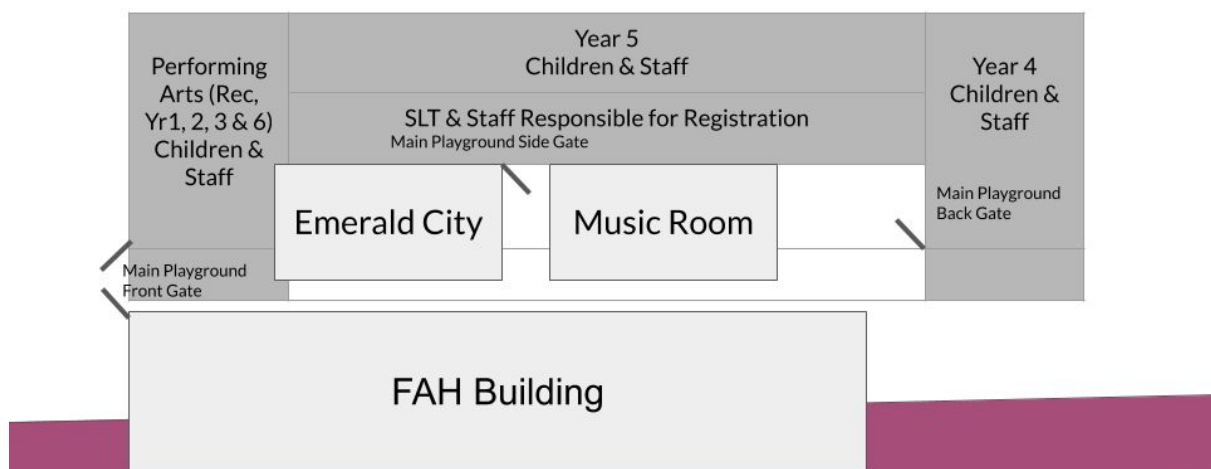 Performing
Arts (Rec,
Yr1, 2, 3 & 6)
Children &
Staff
Year 5
Children & Staff
SLT & Staff Responsible for Registration
Main Playground Side Gate
Year 4
Children &
Staff
Emerald City
Music Room
Main Playground
Back Gate
Main Playground
Front Gate
FAH Building